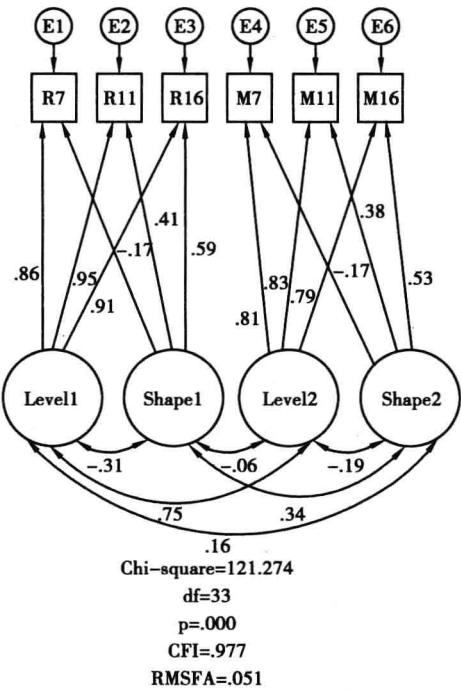 E1 E2 E3 E4 E5 E6
R7 R11 R16 M7 M11 M16
.41 .38
-.17 .59 -.17
.86 .95 .83 .79 .53
.91 .81
Level1 Shape1 Level2 Shape2
-.31 -.06 -.19
.75 .34
.16
Chi-square=121.274
df=33
p=.000
CFI=.977
RMSFA=.051